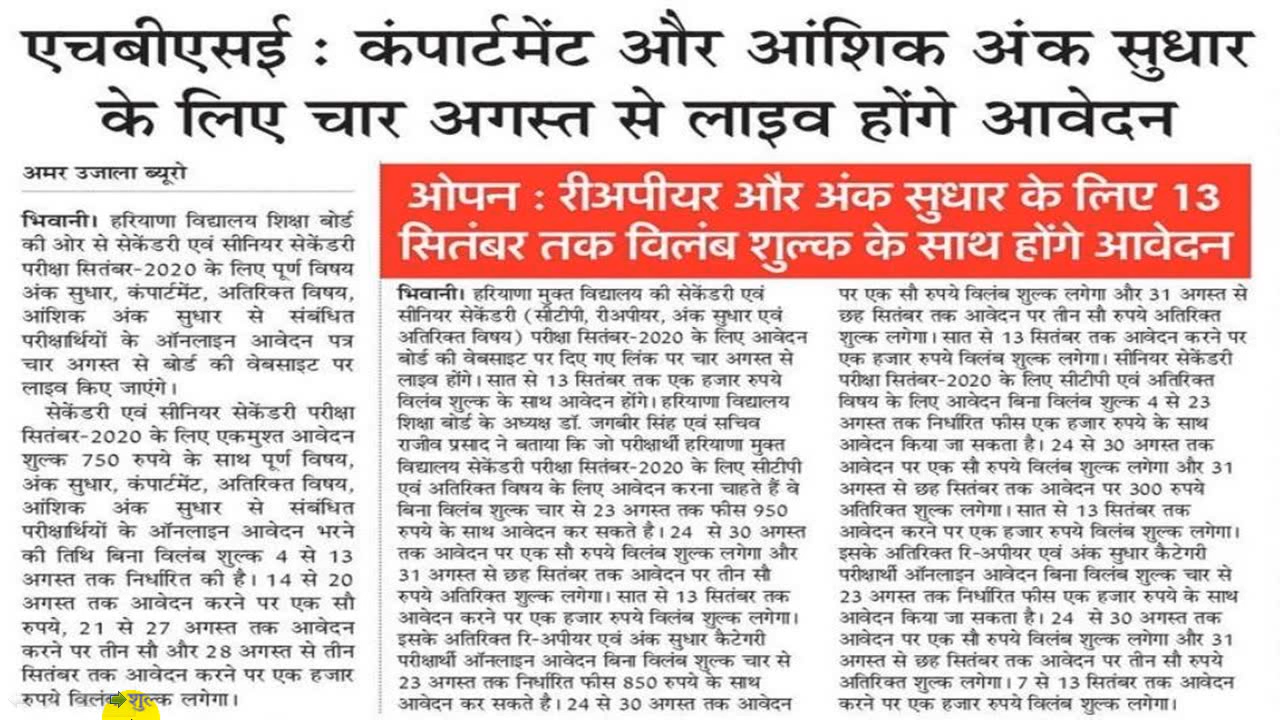 एचबीएसई : कंपार्टमेंट और आंशिक अंक सुधार
के लिए चार अगस्त से लाइव होंगे आवेदन
अमर उजाला ब्यूरो
भिवानी। हरियाणा विद्यालय शिक्षा बोर्ड
की ओर से सेकेंडरी एवं सीनियर सेकेंडरी
परीक्षा सितंबर-2020 के लिए पूर्ण विषय
अंक सुधार, कंपार्टमेंट, अतिरिक्त विषय,
आंशिक अंक सुधार से संबंधित
परीक्षार्थियों के ऑनलाइन आवेदन पत्र
चार अगस्त से बोर्ड की वेबसाइट पर
लाइव किए जाएंगे।
सेकेंडरी एवं सीनियर सेकेंडरी परीक्षा
सितंबर-2020 के लिए एकमुश्त आवेदन
शुल्क 750 रुपये के साथ पूर्ण विषय,
अंक सुधार, कंपार्टमेंट, अतिरिक्त विषय,
आंशिक अंक सुधार से संबंधित
परीक्षार्थियों के ऑनलाइन आवेदन भरने
की तिथि बिना विलंब शुल्क 4 से 13
अगस्त तक निर्धारित की है। 14 से 20
अगस्त तक आवेदन करने पर एक सौ
रुपये, 21 से 27 अगस्त तक आवेदन
करने पर तीन सौ और 28 अगस्त से तीन
सितंबर तक आवेदन करने पर एक हजार
रुपये विलंब शुल्क लगेगा।
ओपन : रीअपीयर और अंक सुधार के लिए 13
सितंबर तक विलंब शुल्क के साथ होंगे आवेदन
भिवानी। हरियाणा मुक्त विद्यालय की सेकेंडरी एवं
सीनियर सेकेंडरी (सीटीपी, रीअपीयर, अंक सुधार एवं
अतिरिक्त विषय) परीक्षा सितंबर-2020 के लिए आवेदन
बोर्ड की वेबसाइट पर दिए गए लिंक पर चार अगस्त से
लाइव होंगे। सात से 13 सितंबर तक एक हजार रुपये
विलंब शुल्क के साथ आवेदन होंगे। हरियाणा विद्यालय
शिक्षा बोर्ड के अध्यक्ष डॉ. जगबीर सिंह एवं सचिव
राजीव प्रसाद ने बताया कि जो परीक्षार्थी हरियाणा मुक्त
विद्यालय सेकेंडरी परीक्षा सितंबर-2020 के लिए सीटीपी
एवं अतिरिक्त विषय के लिए आवेदन करना चाहते हैं वे
बिना विलंब शुल्क चार से 23 अगस्त तक फीस 950
रुपये के साथ आवेदन कर सकते है। 24 से 30 अगस्त
तक आवेदन पर एक सौ रुपये विलंब शुल्क लगेगा और
31 अगस्त से छह सितंबर तक आवेदन पर तीन सौ
रुपये अतिरिक्त शुल्क लगेगा। सात से 13 सितंबर तक
आवेदन करने पर एक हजार रुपये विलंब शुल्क लगेगा।
इसके अतिरिक्त रि-अपीयर एवं अंक सुधार कैटेगरी
परीक्षार्थी ऑनलाइन आवेदन बिना विलंब शुल्क चार से
23 अगस्त तक निर्धारित फीस 850 रुपये के साथ
आवेदन कर सकते है। 24 से 30 अगस्त तक आवेदन
पर एक सौ रुपये विलंब शुल्क लगेगा और 31 अगस्त से
छह सितंबर तक आवेदन पर तीन सौ रुपये अतिरिक्त
शुल्क लगेगा। सात से 13 सितंबर तक आवेदन करने पर
एक हजार रुपये विलंब शुल्क लगेगा। सीनियर सेकेंडरी
परीक्षा सितंबर-2020 के लिए सीटीपी एवं अतिरिक्त
विषय के लिए आवेदन बिना विलंब शुल्क 4 से 23
अगस्त तक निर्धारित फीस एक हजार रुपये के साथ
आवेदन किया जा सकता है। 24 से 30 अगस्त तक
आवेदन पर एक सौ रुपये विलंब शुल्क लगेगा और 31
अगस्त से छह सितंबर तक आवेदन पर 300 रुपये
अतिरिक्त शुल्क लगेगा। सात से 13 सितंबर तक
आवेदन करने पर एक हजार रुपये विलंब शुल्क लगेगा।
इसके अतिरिक्त रि-अपीयर एवं अंक सुधार कैटेगरी
परीक्षार्थी ऑनलाइन आवेदन बिना विलंब शुल्क चार से
23 अगस्त तक निर्धारित फीस एक हजार रुपये के साथ
आवेदन किया जा सकता है। 24 से 30 अगस्त तक
आवेदन पर एक सौ रुपये विलंब शुल्क लगेगा और 31
अगस्त से छह सितंबर तक आवेदन पर तीन सौ रुपये
अतिरिक्त शुल्क लगेगा। 7 से 13 सितंबर तक आवेदन
करने पर एक हजार रुपये विलंब शुल्क लगेगा।